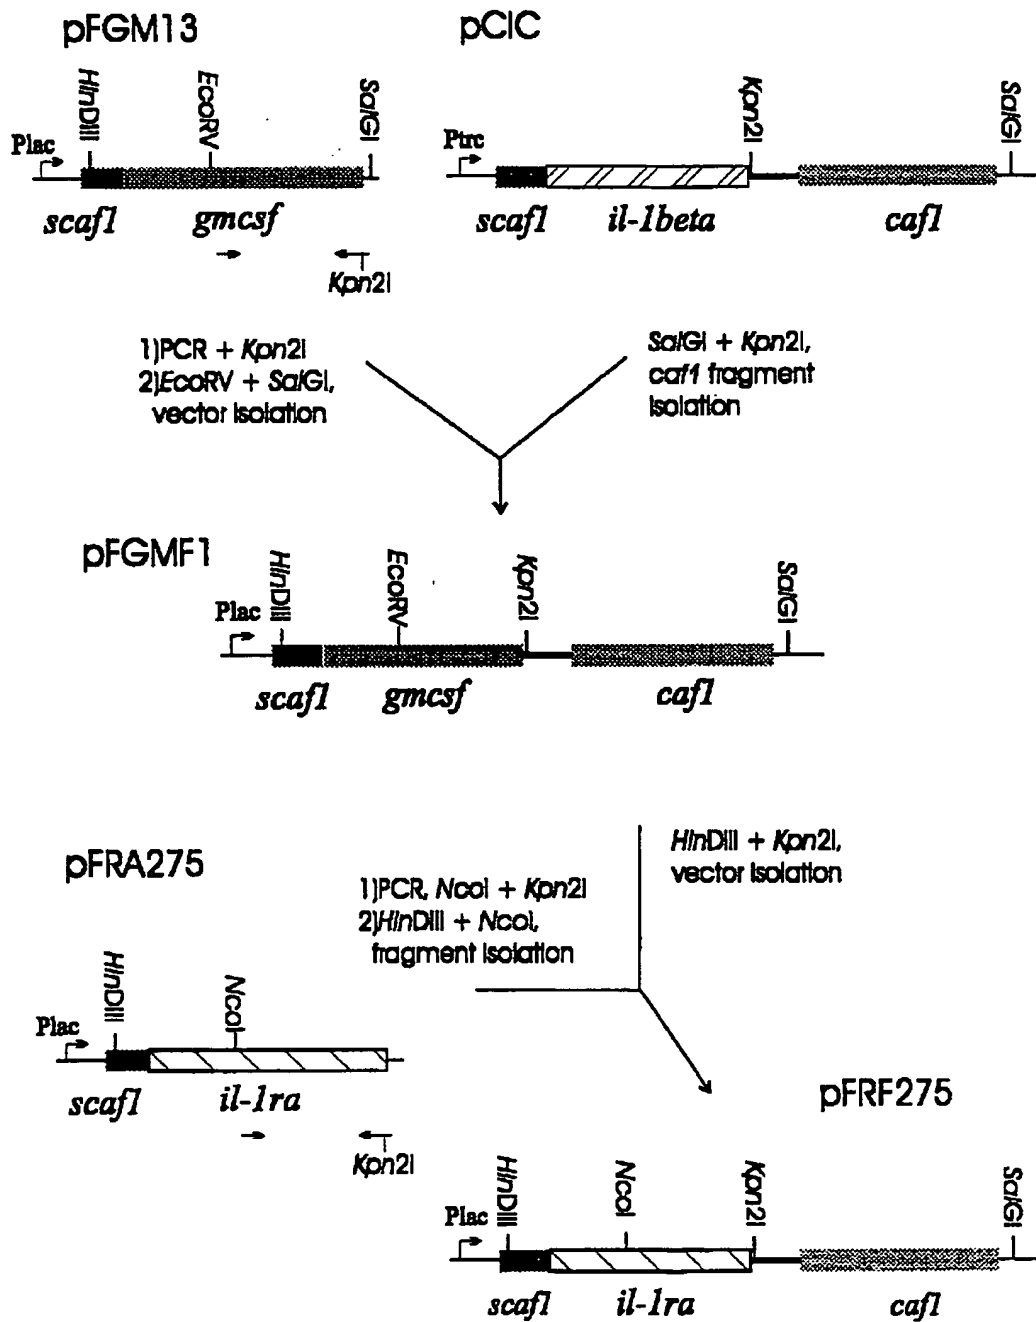 pFGM13
pCIC
HinDIII
EcoRV
SalGI
Kpn2I
SalGI
Plac
Ptrc
scaf1
gmcsf
scaf1
il-1beta
caf1
Kpn2I
1)PCR + Kpn2I
2)EcoRV + SalGI,
vector isolation
SalGI + Kpn2I,
caf1 fragment
isolation
pFGMF1
HinDIII
EcoRV
Kpn2I
SalGI
Plac
scaf1
gmcsf
caf1
pFRA275
HinDIII + Kpn2I,
vector isolation
1)PCR, NcoI + Kpn2I
2)HinDIII + NcoI,
fragment isolation
HinDIII
NcoI
Plac
scaf1
il-1ra
Kpn2I
pFRF275
HinDIII
NcoI
Kpn2I
SalGI
Plac
scaf1
il-1ra
caf1